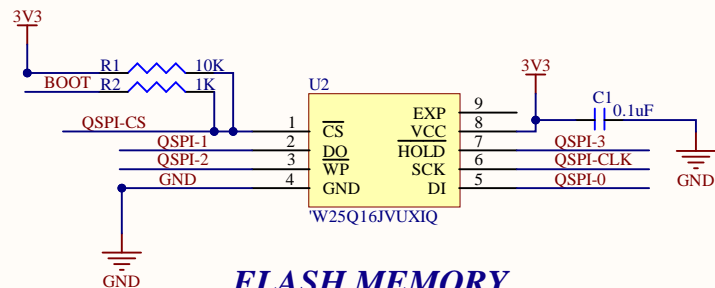 3V3
R1 10K
BOOT R2 1K
U2
3V3
C1
0.1uF
EXP 9
QSPI-CS 1 CS VCC 8
QSPI-1 2 DO HOLD 7 QSPI-3
QSPI-2 3 WP SCK 6 QSPI-CLK
GND 4 GND DI 5 QSPI-0
GND
'W25Q16JVUXIQ
GND
FLASH MEMORY